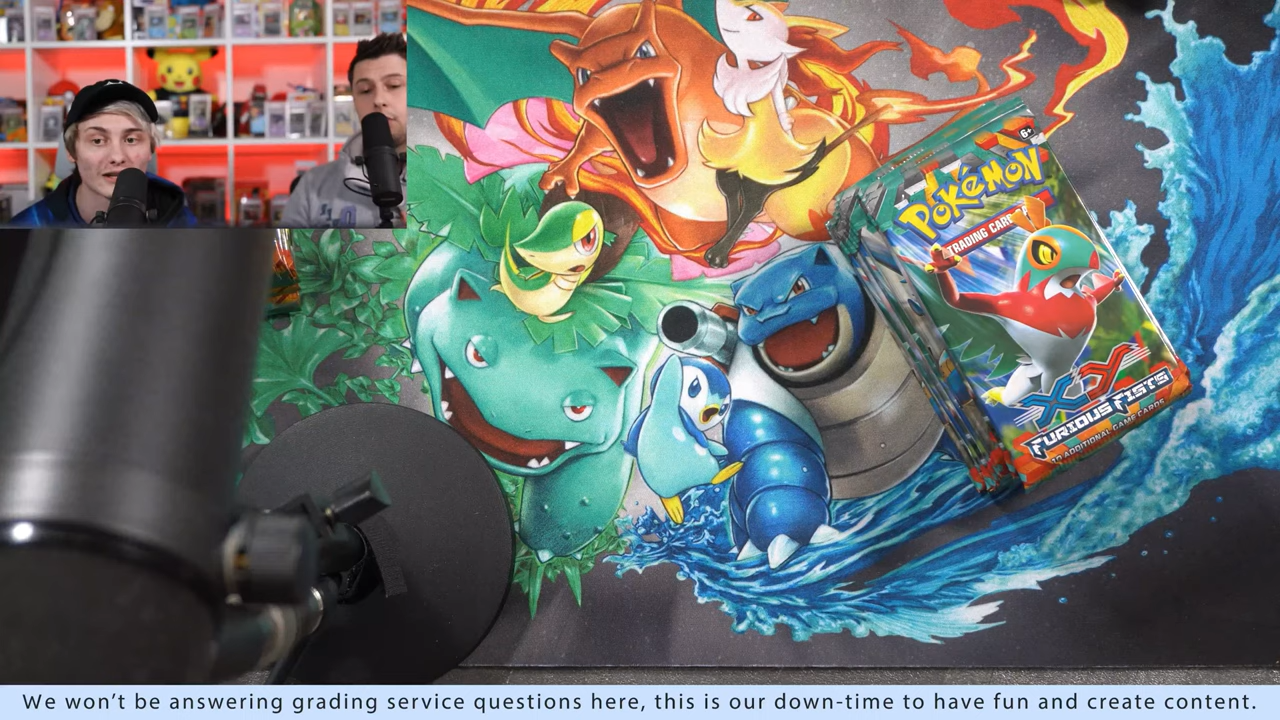 6+
POKéMON
TRADING CARD
XY
FURIOUS FISTS
10 ADDITIONAL GAME CARDS
We won't be answering grading service questions here, this is our down-time to have fun and create content.